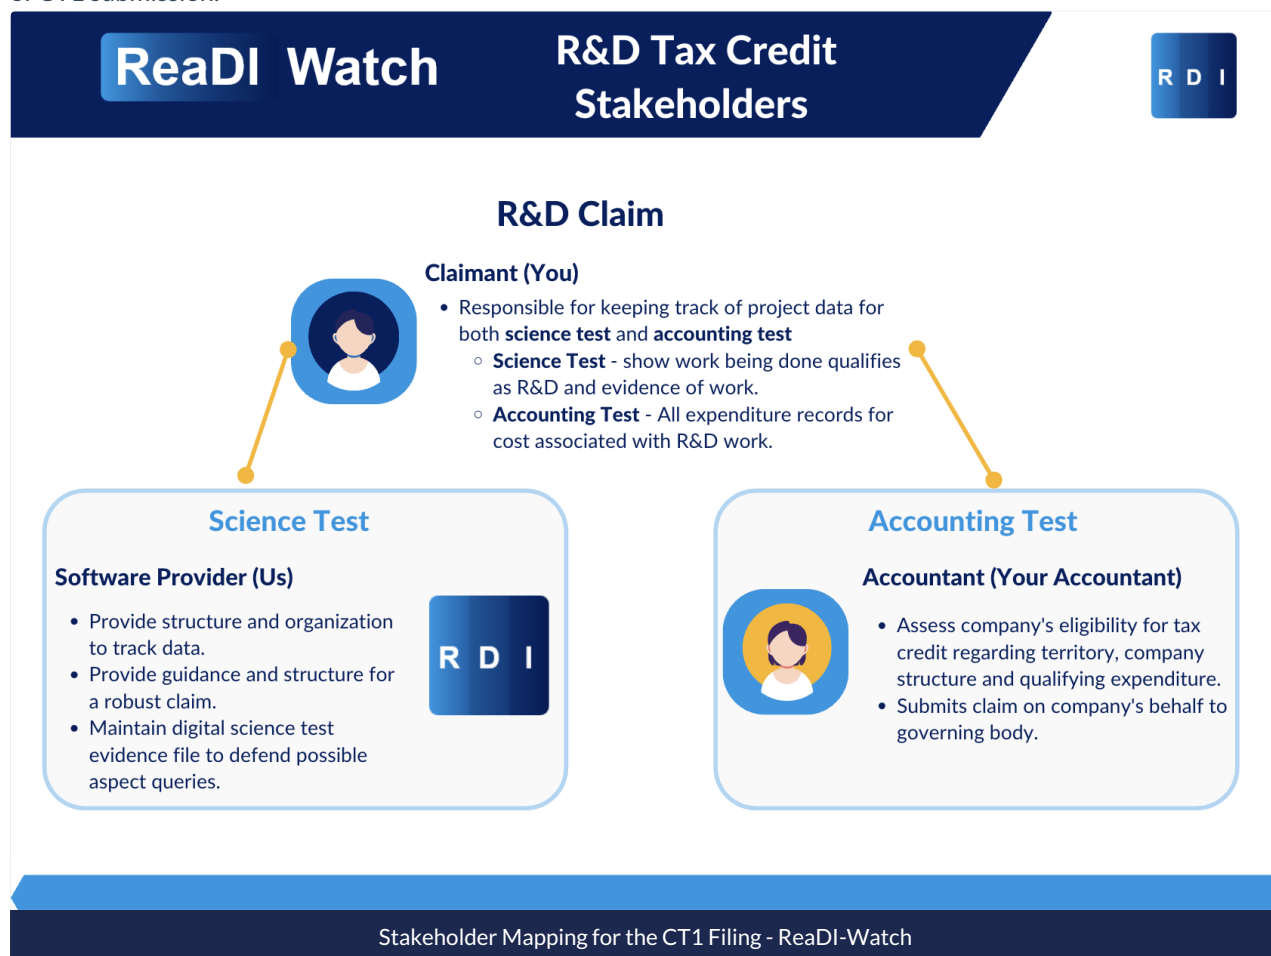 ReaDI Watch
R&D Tax Credit
Stakeholders
R D I
R&D Claim
Claimant (You)
• Responsible for keeping track of project data for
both science test and accounting test
○ Science Test - show work being done qualifies
as R&D and evidence of work.
○ Accounting Test - All expenditure records for
cost associated with R&D work.
Science Test
Software Provider (Us)
• Provide structure and organization
to track data.
• Provide guidance and structure for
a robust claim.
• Maintain digital science test
evidence file to defend possible
aspect queries.
R D I
Accounting Test
Accountant (Your Accountant)
• Assess company's eligibility for tax
credit regarding territory, company
structure and qualifying expenditure.
• Submits claim on company's behalf to
governing body.
Stakeholder Mapping for the CT1 Filing - ReaDI-Watch